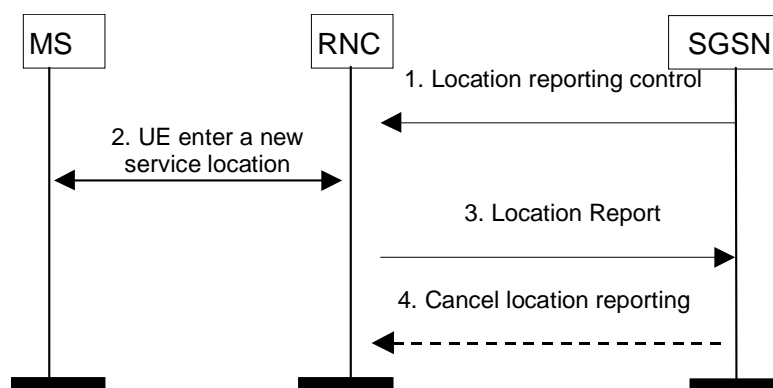 MS
RNC
SGSN
1. Location reporting control
2. UE enter a new
service location
3. Location Report
4. Cancel location reporting